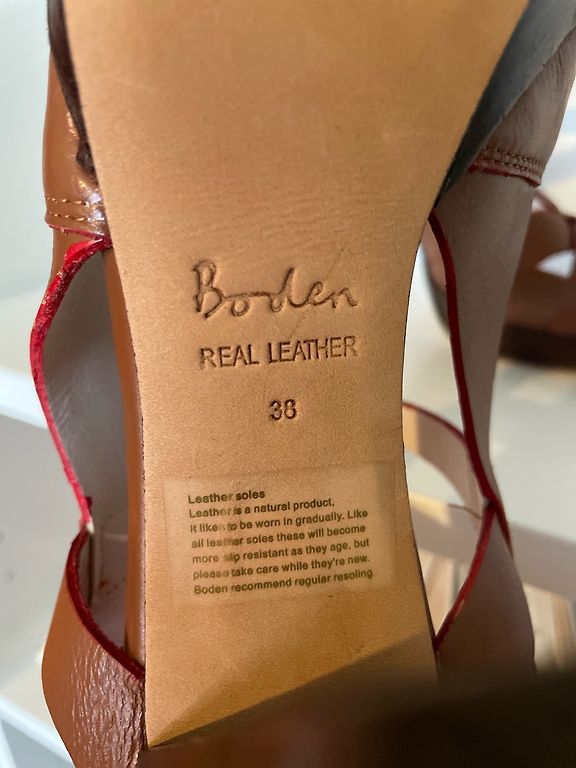 Boden
REAL LEATHER
38
Leather soles
Leather is a natural product,
it likes to be worn in gradually. Like
all leather soles these will become
more slip resistant as they age, but
please take care while they're new.
Boden recommend regular resoling